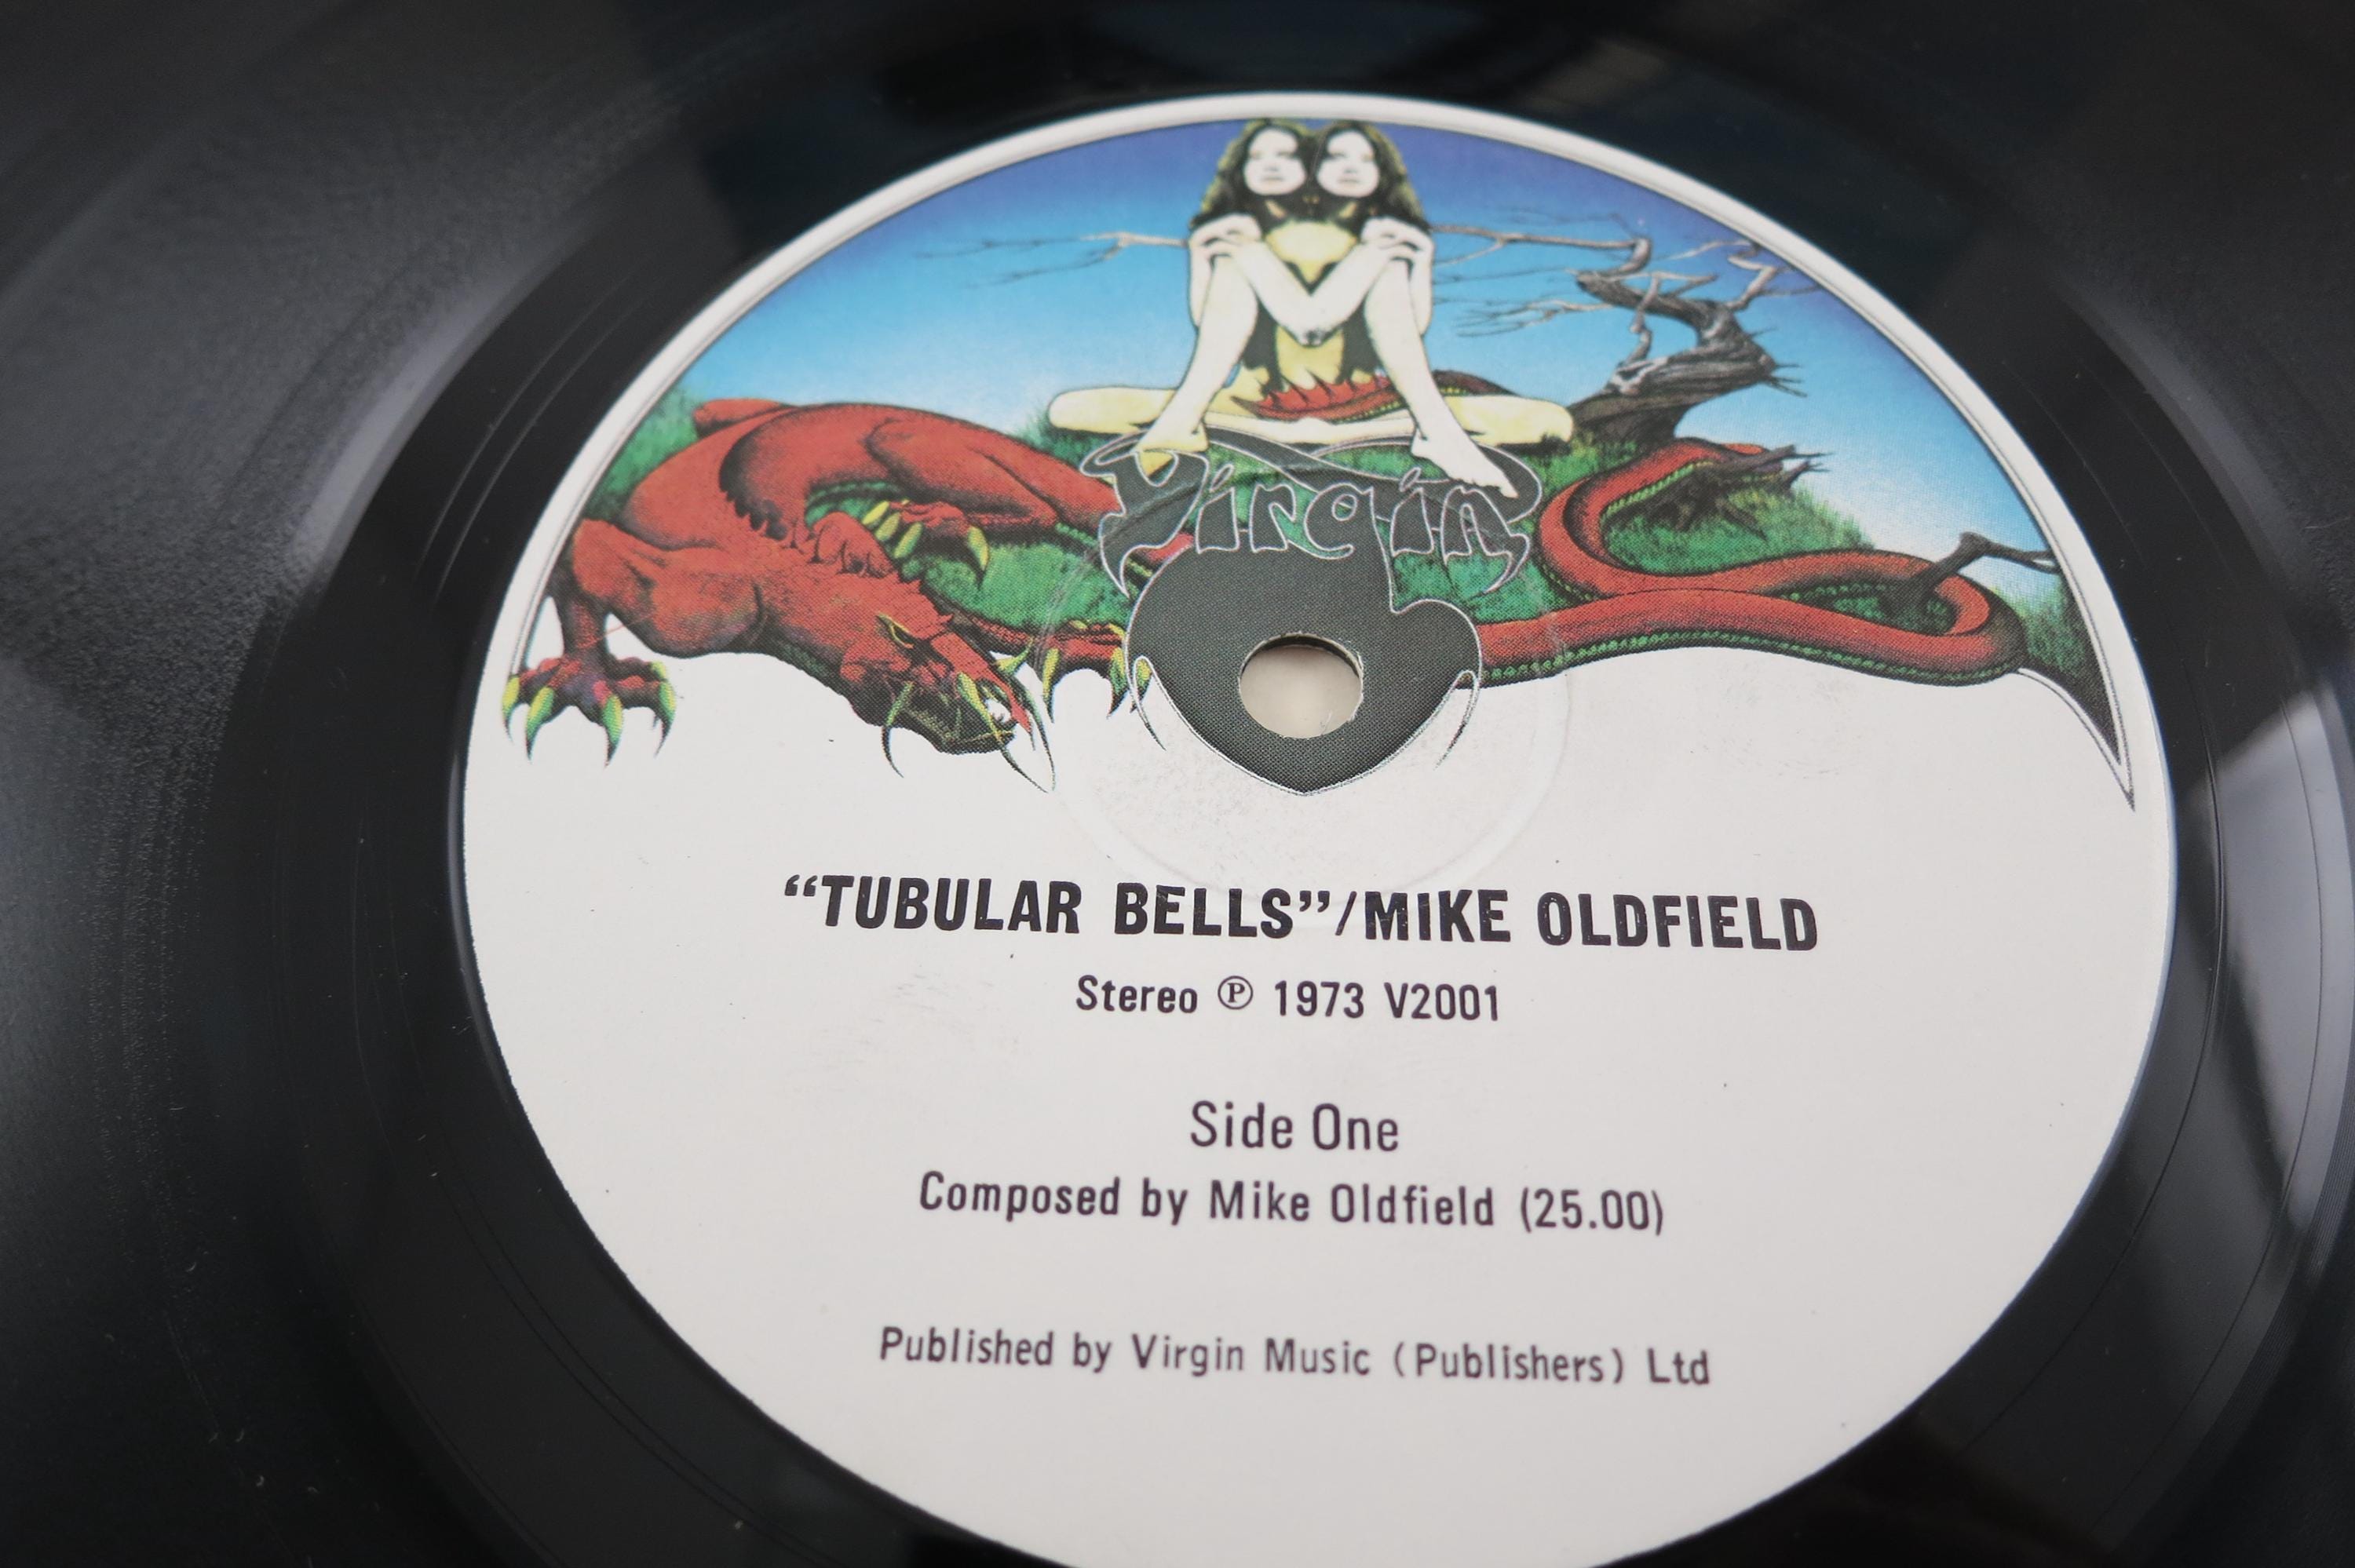 Virgin
“TUBULAR BELLS”/MIKE OLDFIELD
Stereo ℗ 1973 V2001
Side One
Composed by Mike Oldfield (25.00)
Published by Virgin Music (Publishers) Ltd